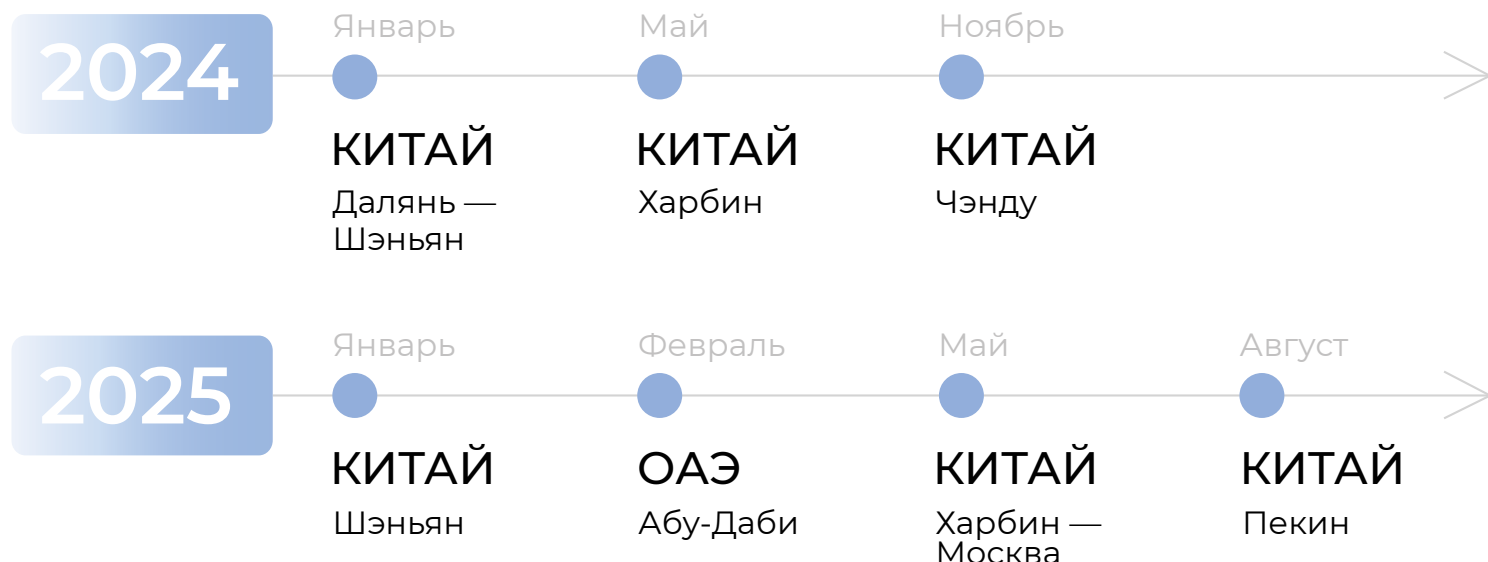 2024
Январь Май Ноябрь
КИТАЙ КИТАЙ КИТАЙ
Далянь — Харбин Чэнду
Шэньян
2025
Январь Февраль Май Август
КИТАЙ ОАЭ КИТАЙ КИТАЙ
Шэньян Абу-Даби Харбин — Пекин
Москва